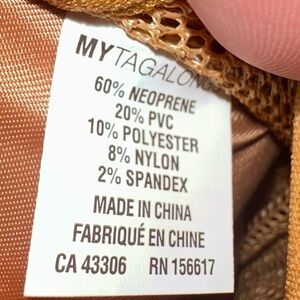 MYTAGALONGS
60% NEOPRENE
20% PVC
10% POLYESTER
8% NYLON
2% SPANDEX
MADE IN CHINA
FABRIQUÉ EN CHINE
CA 43306 RN 156617